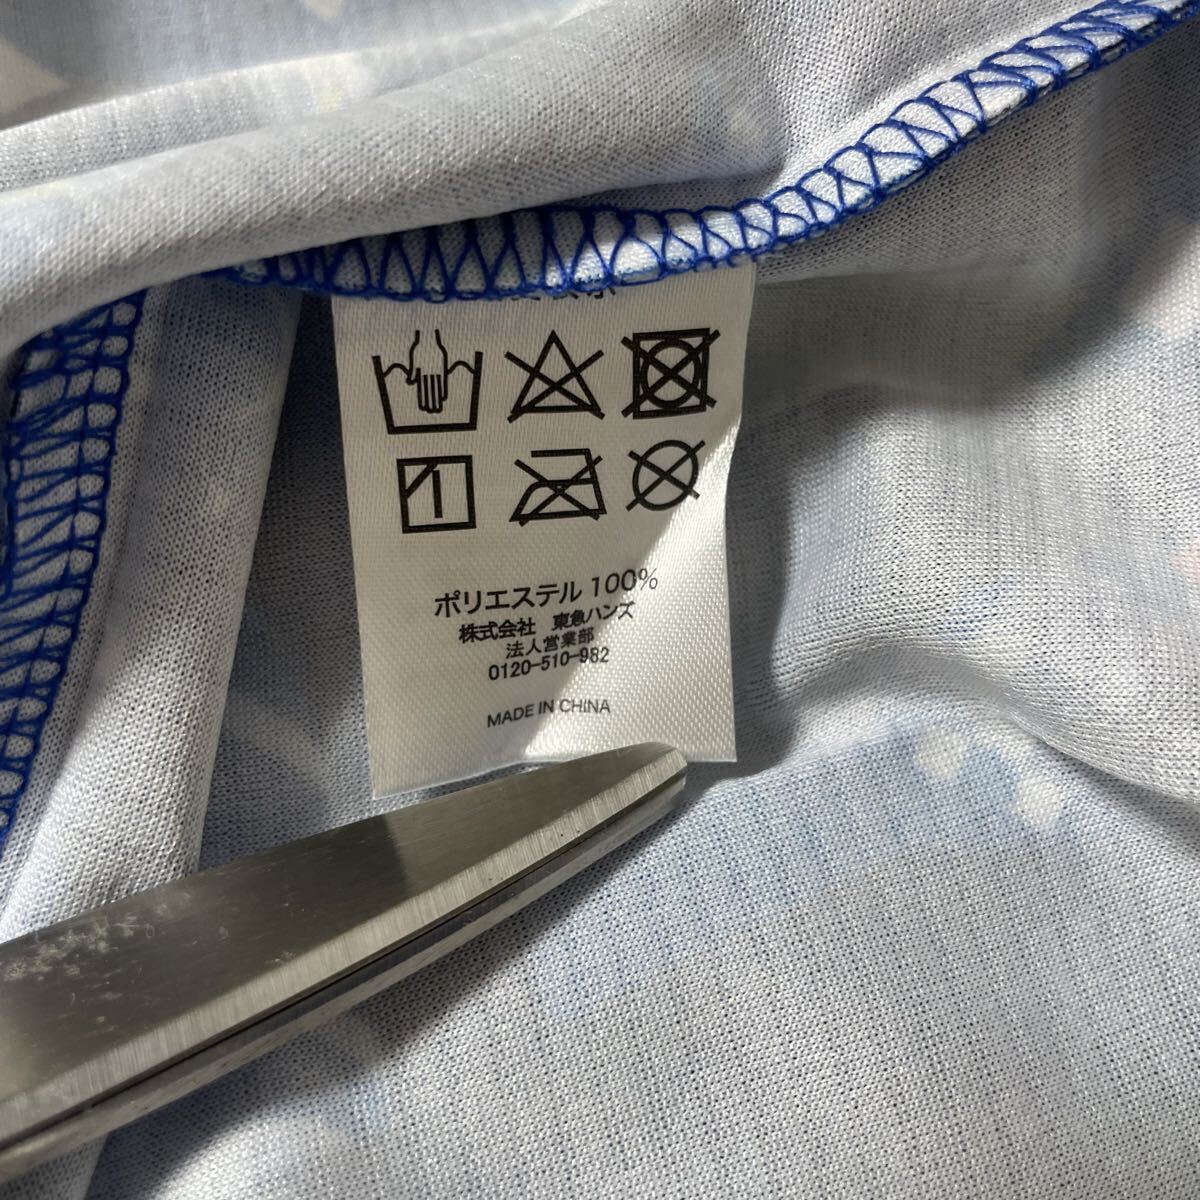 ポリエステル 100%
株式会社 東急ハンズ
法人営業部
0120-510-982
MADE IN CHINA